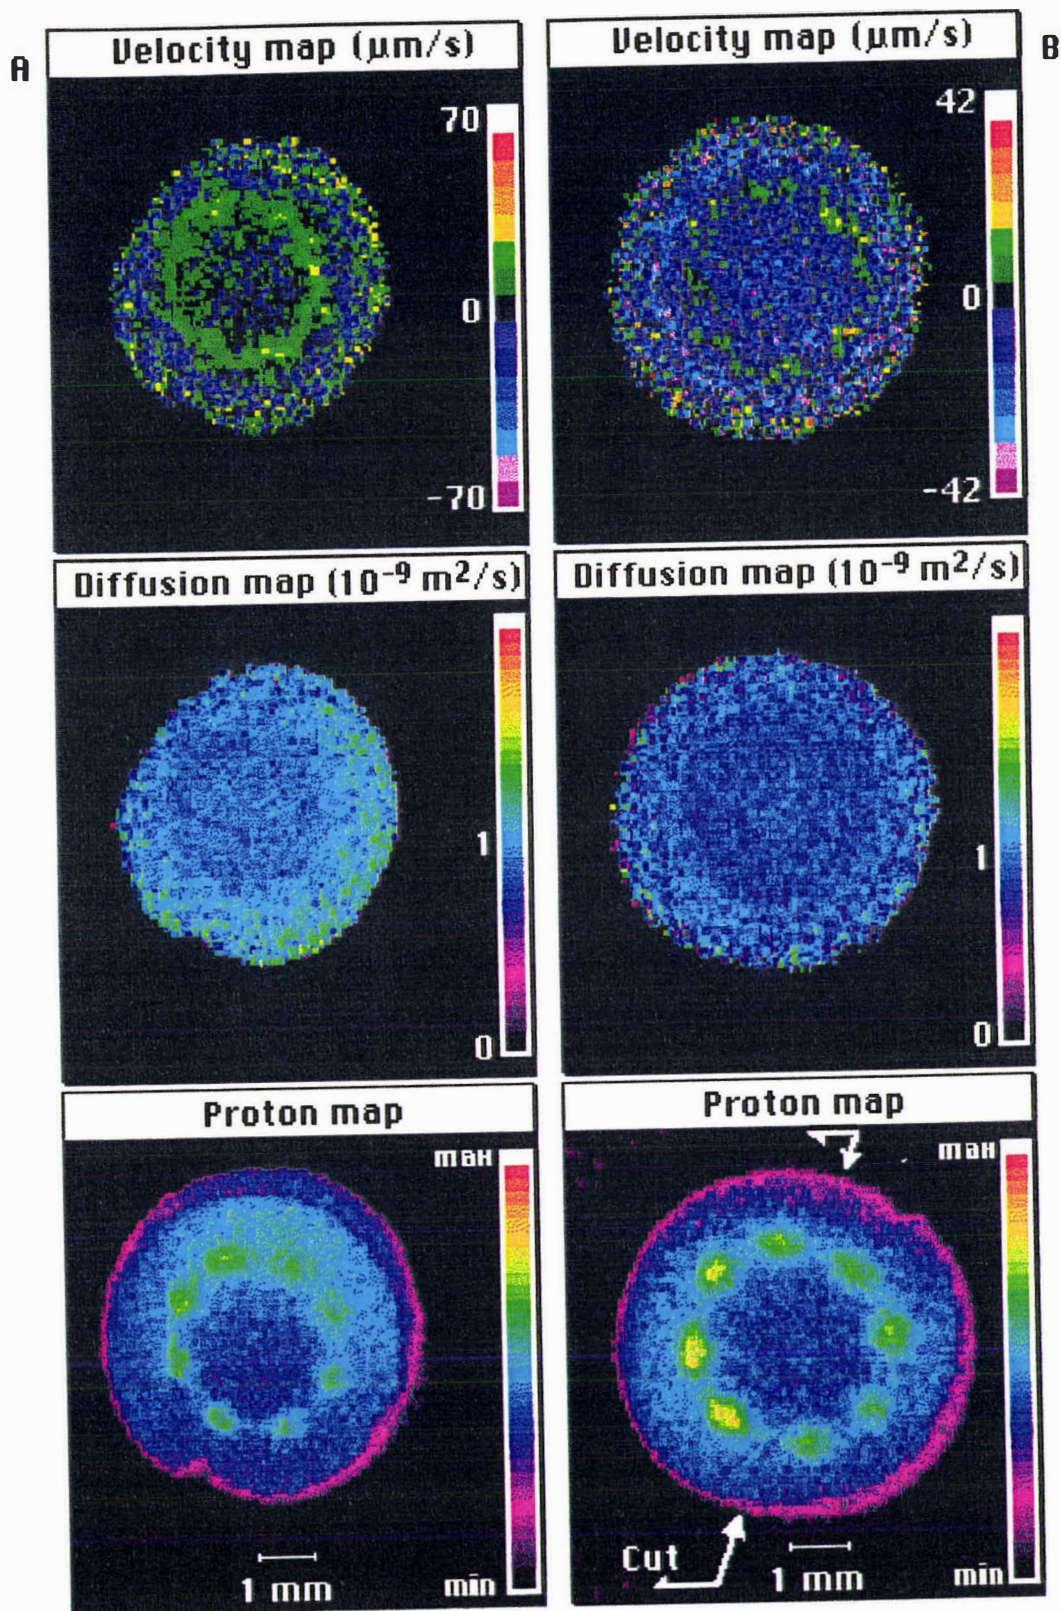 A
Velocity map (µm/s)
70
0
-70
Diffusion map (10⁻⁹ m²/s)
1
0
Proton map
max
min
1 mm
B
Velocity map (µm/s)
42
0
-42
Diffusion map (10⁻⁹ m²/s)
1
0
Proton map
max
min
Cut
1 mm